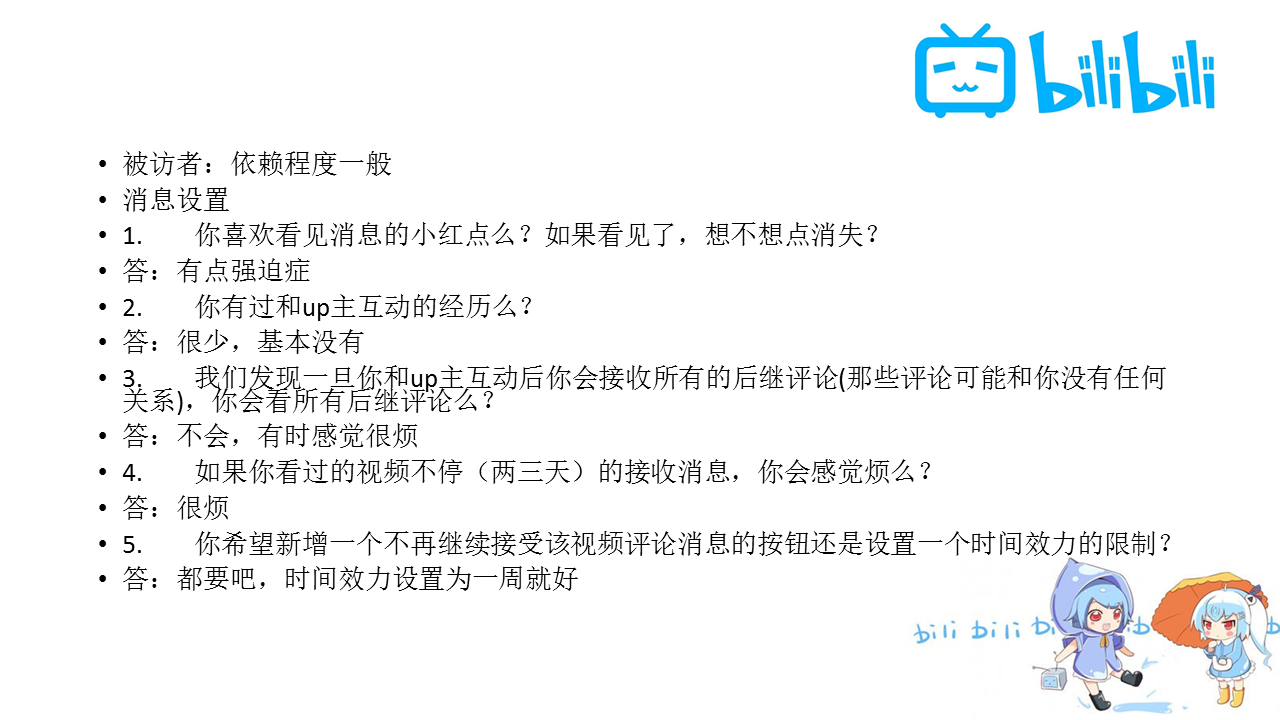 bilibili
• 被访者：依赖程度一般
• 消息设置
• 1. 你喜欢看见消息的小红点么？如果看见了，想不想点消失？
• 答：有点强迫症
• 2. 你有过和up主互动的经历么？
• 答：很少，基本没有
• 3. 我们发现一旦你和up主互动后你会接收所有的后继评论(那些评论可能和你没有任何
关系)，你会看所有后继评论么？
• 答：不会，有时感觉很烦
• 4. 如果你看过的视频不停（两三天）的接收消息，你会感觉烦么？
• 答：很烦
• 5. 你希望新增一个不再继续接受该视频评论消息的按钮还是设置一个时间效力的限制？
• 答：都要吧，时间效力设置为一周就好
bili bili bi ib b